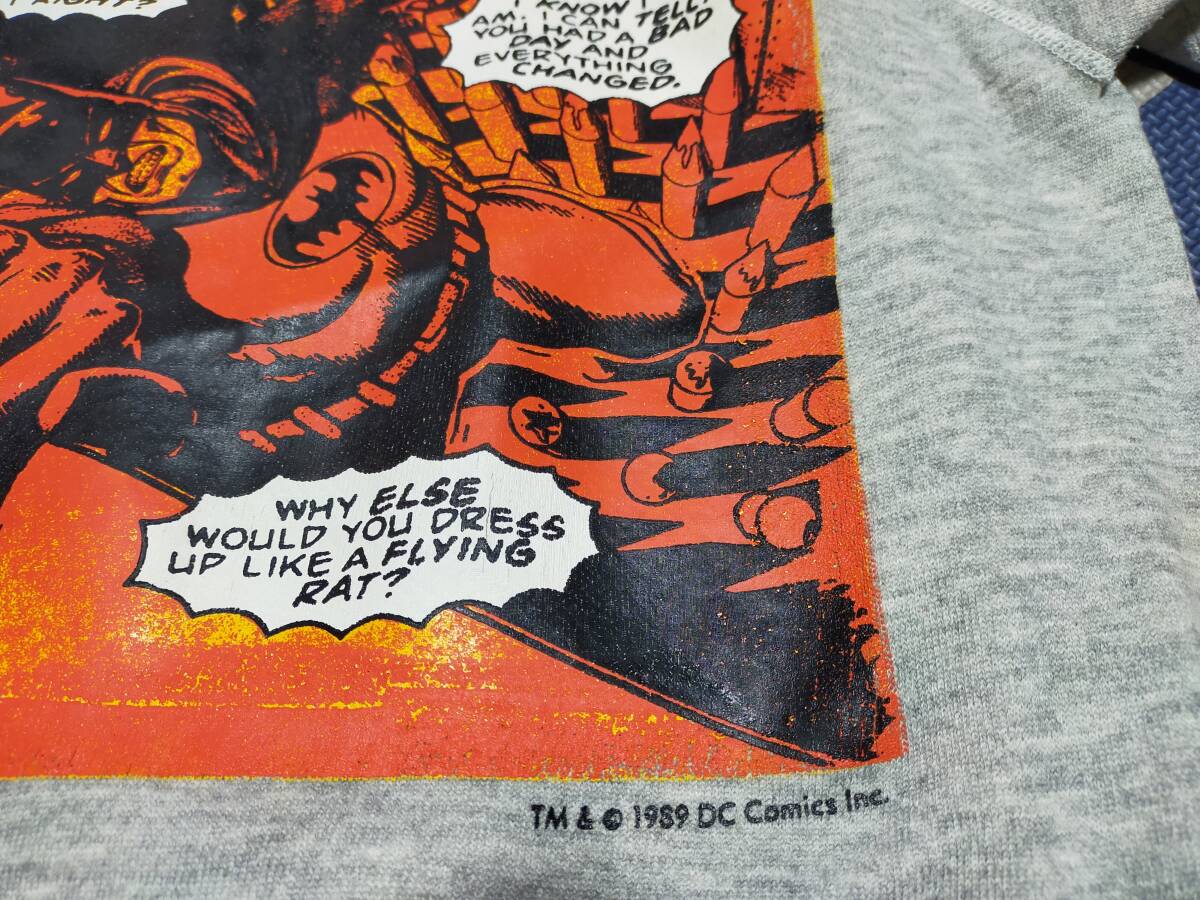 RIGHT?
I KNOW I
AM. I CAN TELL.
YOU HAD A BAD
DAY AND
EVERYTHING
CHANGED.
WHY ELSE
WOULD YOU DRESS
UP LIKE A FLYING
RAT?
TM & © 1989 DC Comics Inc.